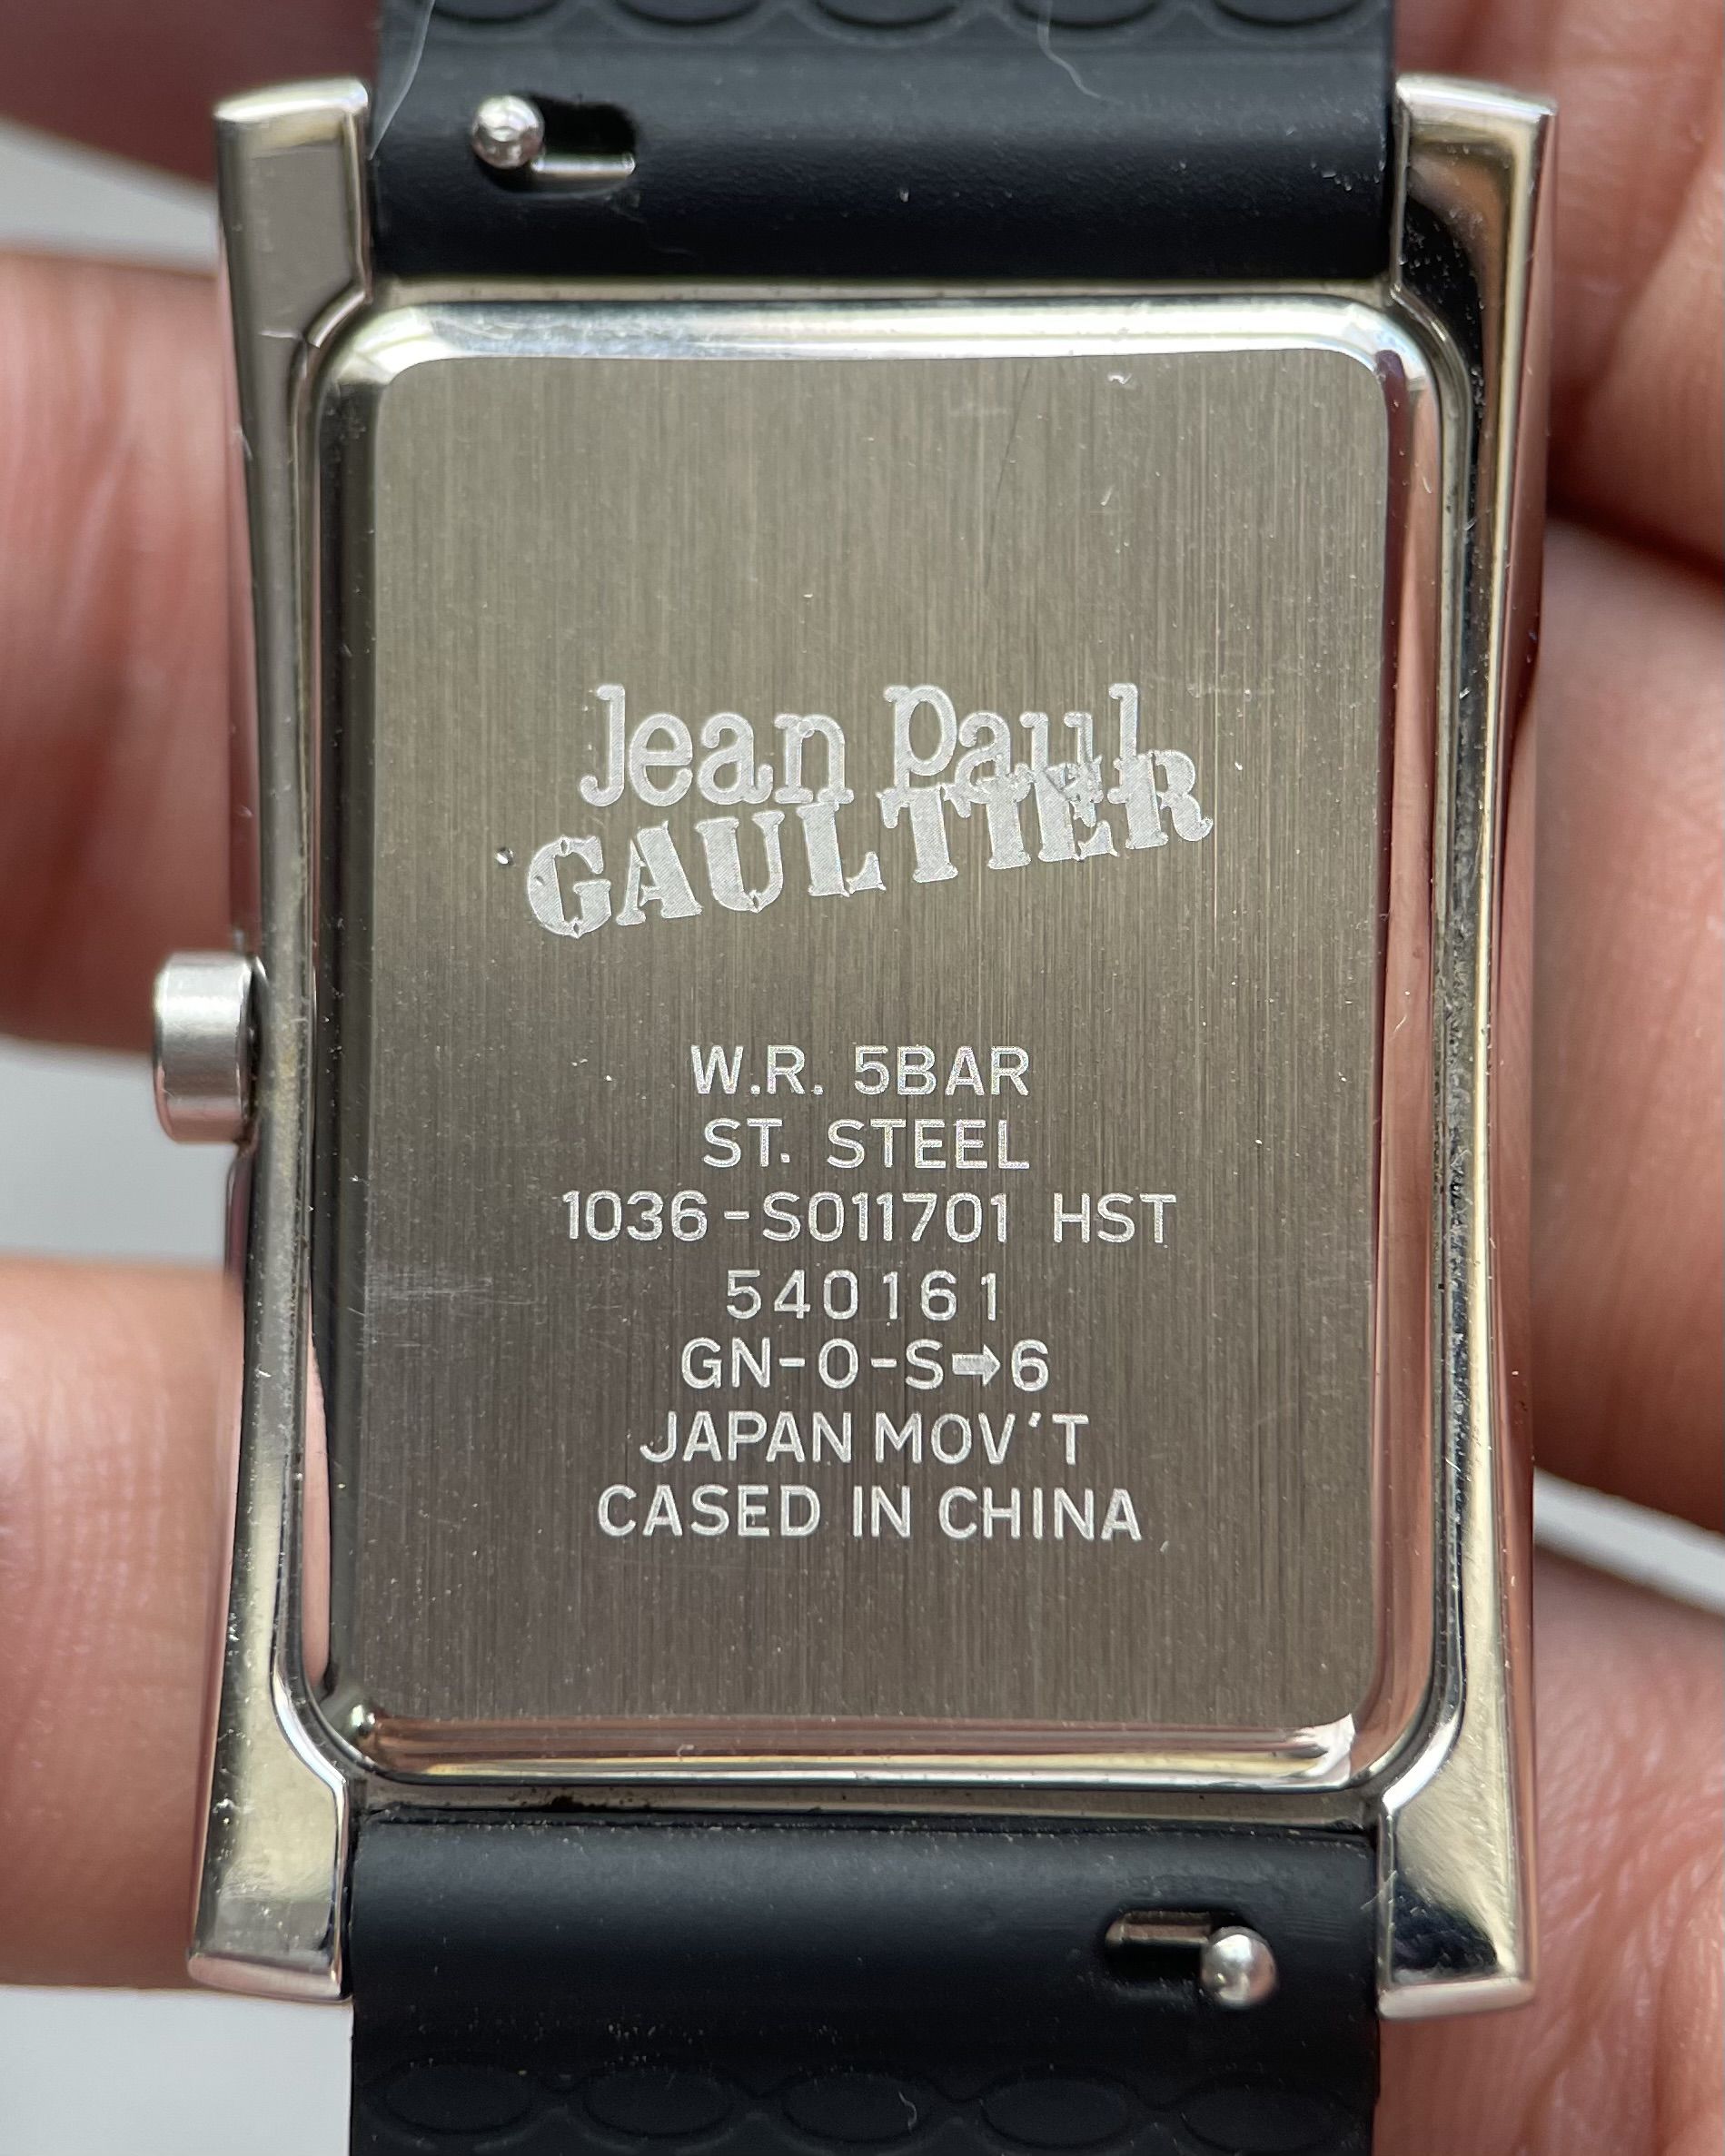 Jean Paul
GAULTIER
W.R. 5BAR
ST. STEEL
1036-S011701 HST
540161
GN-0-S➡6
JAPAN MOV'T
CASED IN CHINA